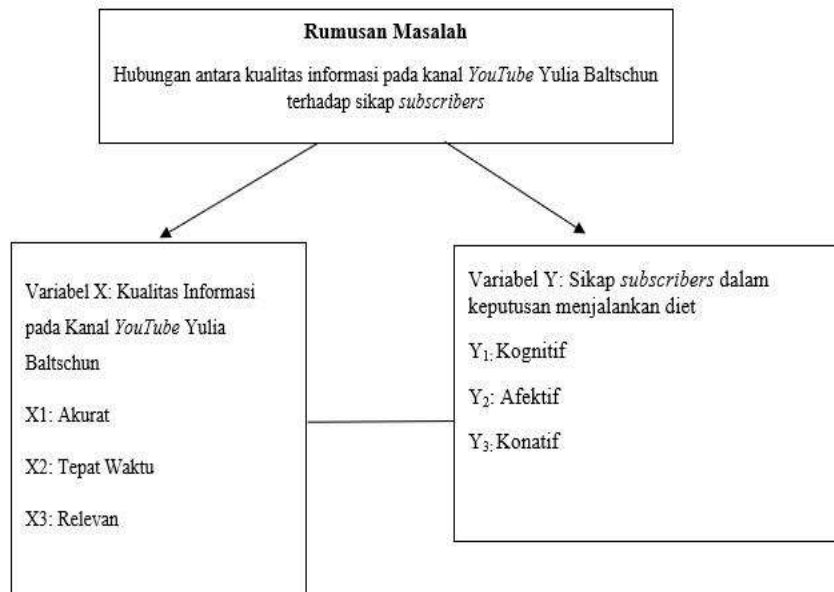 Rumusan Masalah
Hubungan antara kualitas informasi pada kanal YouTube Yulia Baltschun
terhadap sikap subscribers
Variabel X: Kualitas Informasi
pada Kanal YouTube Yulia
Baltschun
X1: Akurat
X2: Tepat Waktu
X3: Relevan
Variabel Y: Sikap subscribers dalam
keputusan menjalankan diet
Y₁: Kognitif
Y₂: Afektif
Y₃: Konatif